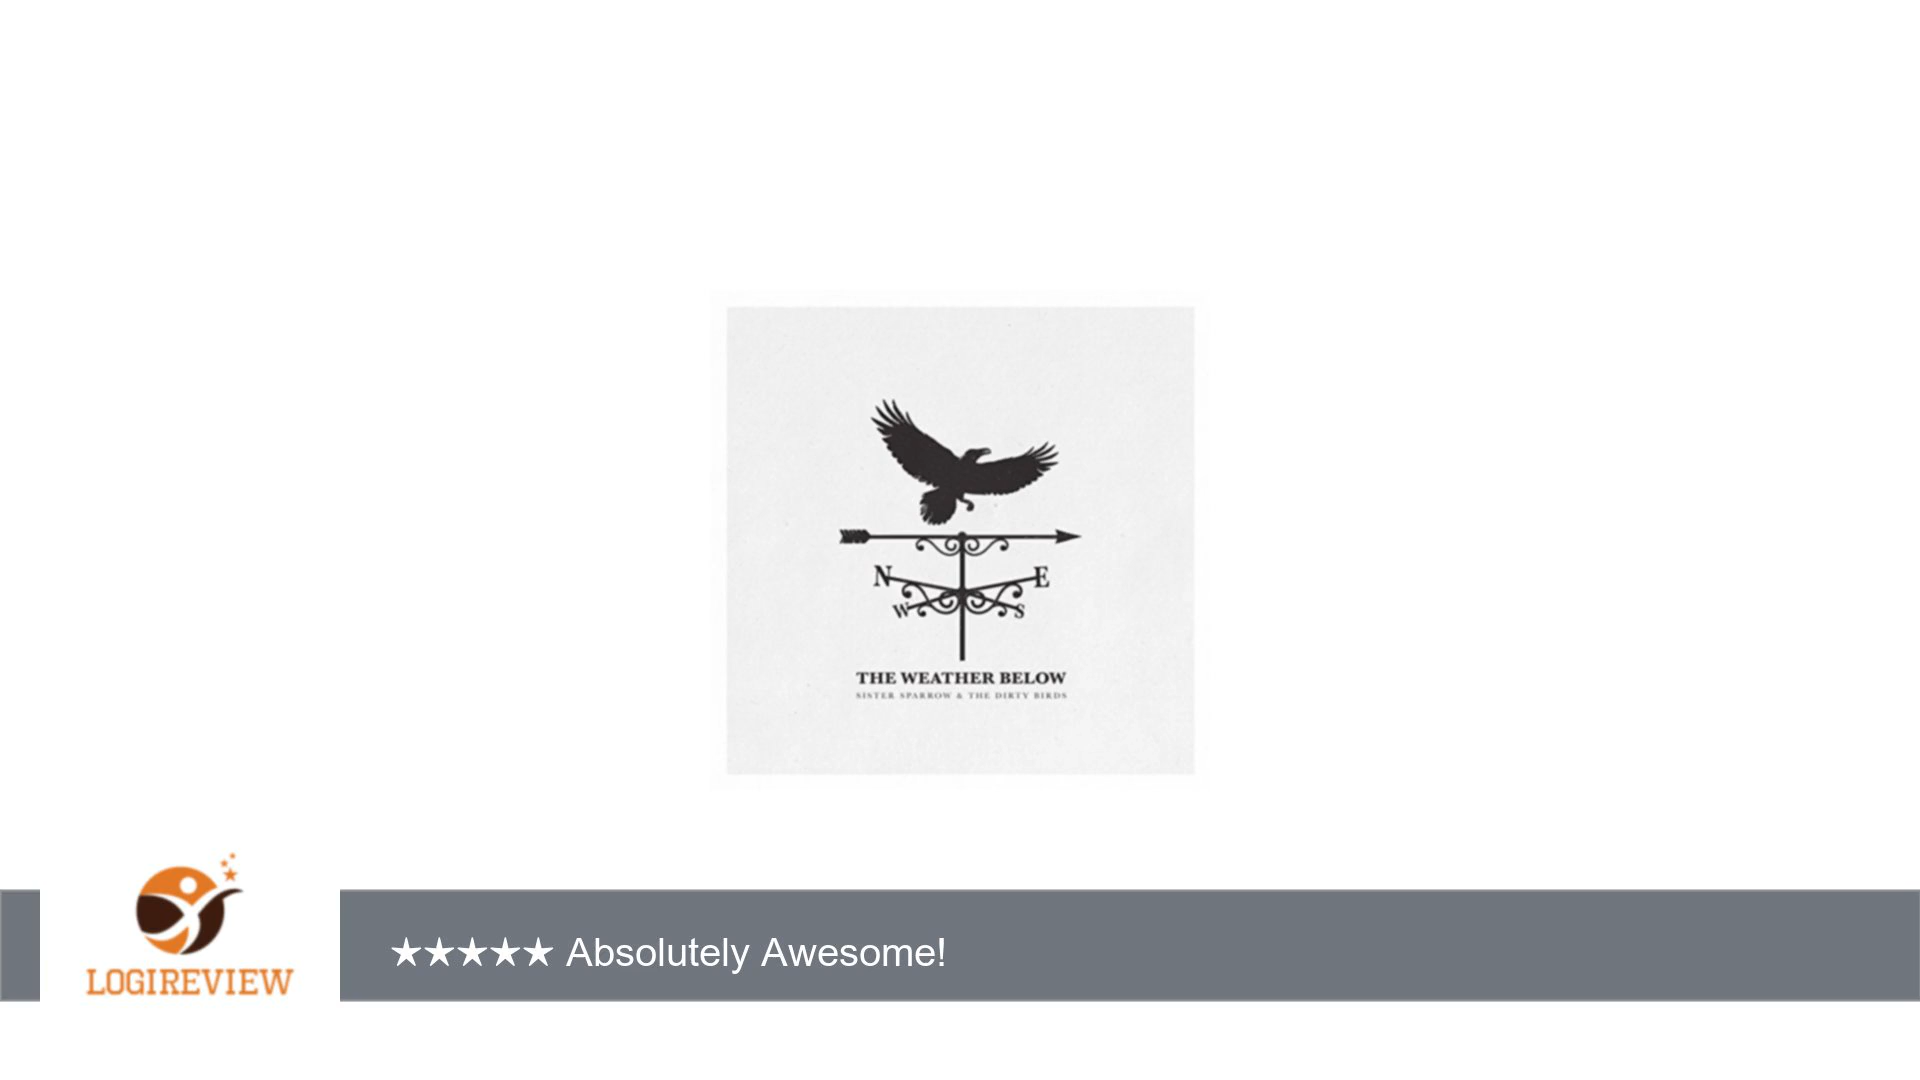 N E
W S
THE WEATHER BELOW
SISTER SPARROW & THE DIRTY BIRDS
LOGIREVIEW
★★★★★ Absolutely Awesome!